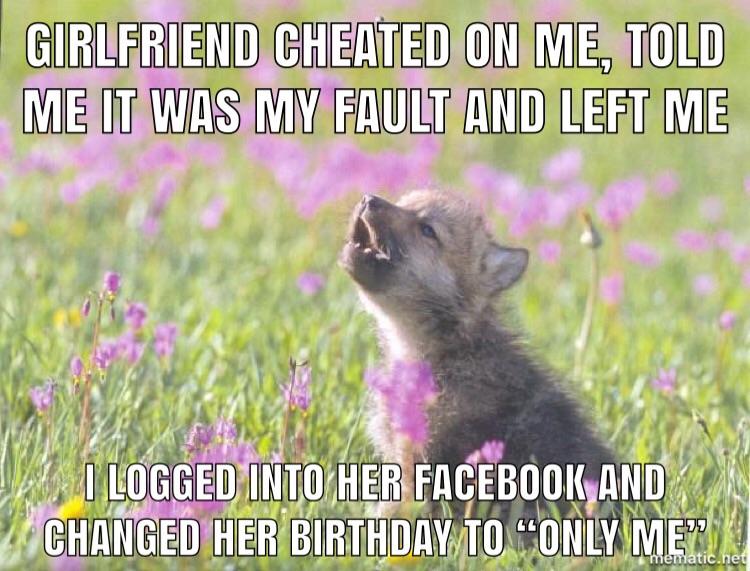 GIRLFRIEND CHEATED ON ME, TOLD
ME IT WAS MY FAULT AND LEFT ME
I LOGGED INTO HER FACEBOOK AND
CHANGED HER BIRTHDAY TO “ONLY ME”
mematic.net